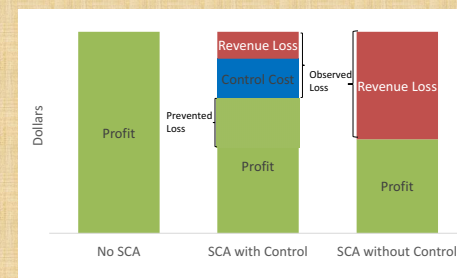 Revenue Loss
Control Cost
Observed
Loss
Revenue Loss
Prevented
Loss
Profit
Profit
Profit
Dollars
No SCA
SCA with Control
SCA without Control